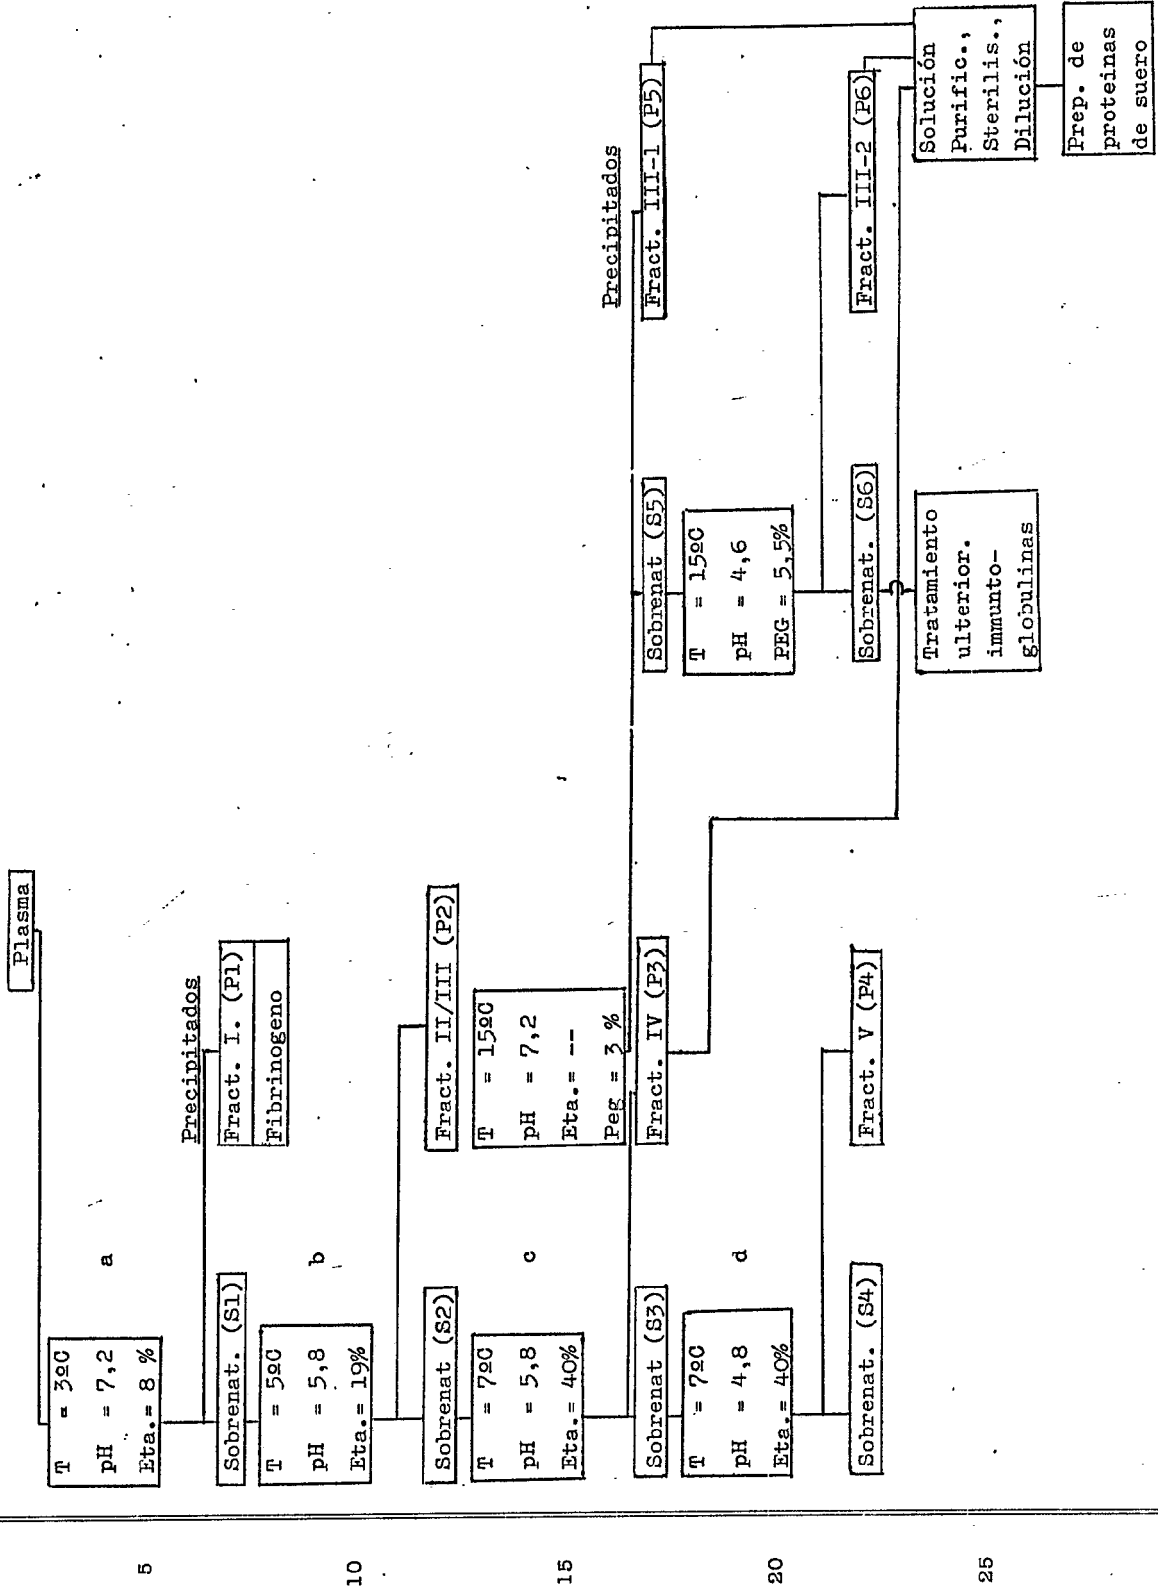 Plasma
T = 3ºC
pH = 7,2
Eta.= 8 %
a
Precipitados
5
Sobrenat. (S1)
Fract. I. (P1)
Fibrinogeno
T = 5ºC
pH = 5,8
Eta.= 19%
b
10
Sobrenat. (S2)
Fract. II/III (P2)
T = 7ºC
pH = 5,8
Eta.= 40%
c
T = 15ºC
pH = 7,2
Eta.= --
Peg = 3 %
Precipitados
15
Sobrenat (S3)
Fract. IV (P3)
Sobrenat (S5)
Fract. III-1 (P5)
T = 7ºC
pH = 4,8
Eta.= 40%
d
T = 15ºC
pH = 4,6
PEG = 5,5%
20
Sobrenat. (S4)
Fract. V (P4)
Sobrenat. (S6)
Fract. III-2 (P6)
Tratamiento
ulterior.
immunto-
globulinas
Solución
Purific.,
Sterilis.,
Dilución
25
Prep. de
proteinas
de suero